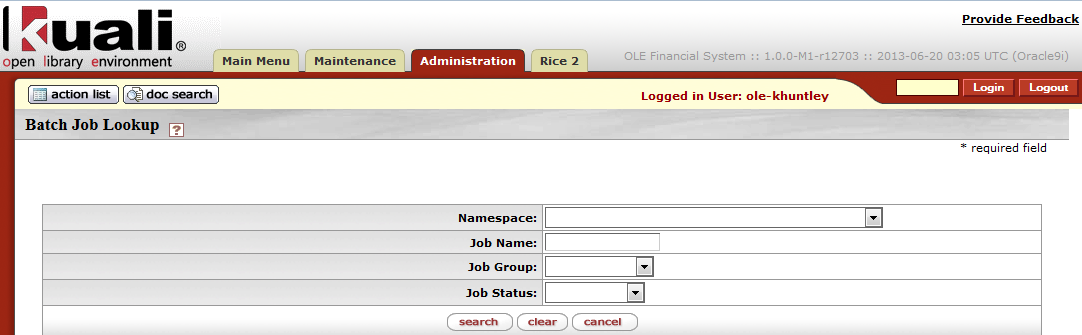 Kuali®
open library environment
Provide Feedback
Main Menu Maintenance Administration Rice 2
OLE Financial System :: 1.0.0-M1-r12703 :: 2013-06-20 03:05 UTC (Oracle9i)
action list doc search
Logged in User: ole-khuntley
Login Logout
Batch Job Lookup ?
* required field
Namespace:
Job Name:
Job Group:
Job Status:
search clear cancel